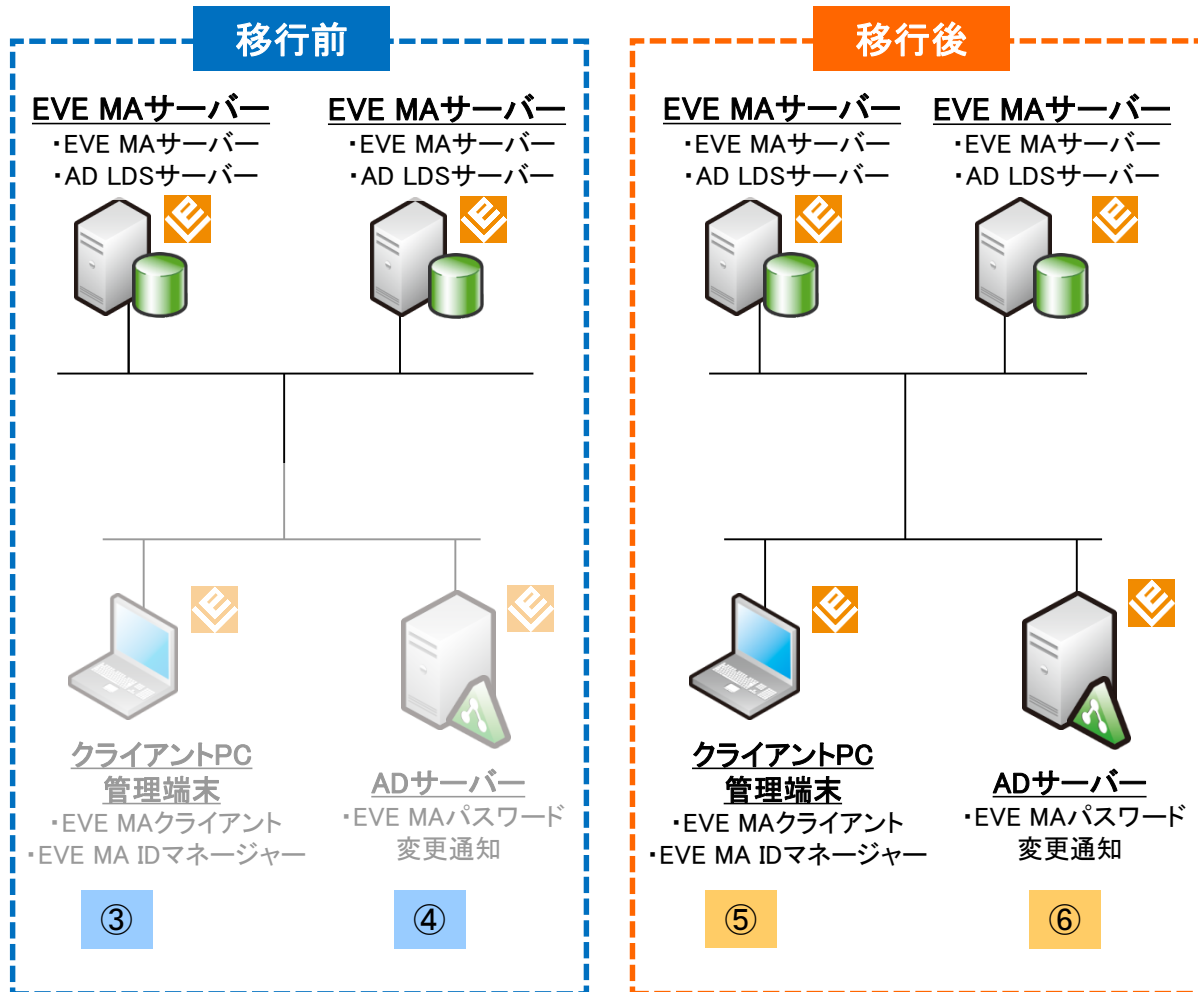 移行前
EVE MAサーバー
・EVE MAサーバー
・AD LDSサーバー
EVE MAサーバー
・EVE MAサーバー
・AD LDSサーバー
クライアントPC
管理端末
・EVE MAクライアント
・EVE MA IDマネージャー
③
ADサーバー
・EVE MAパスワード
変更通知
④
移行後
EVE MAサーバー
・EVE MAサーバー
・AD LDSサーバー
EVE MAサーバー
・EVE MAサーバー
・AD LDSサーバー
クライアントPC
管理端末
・EVE MAクライアント
・EVE MA IDマネージャー
⑤
ADサーバー
・EVE MAパスワード
変更通知
⑥